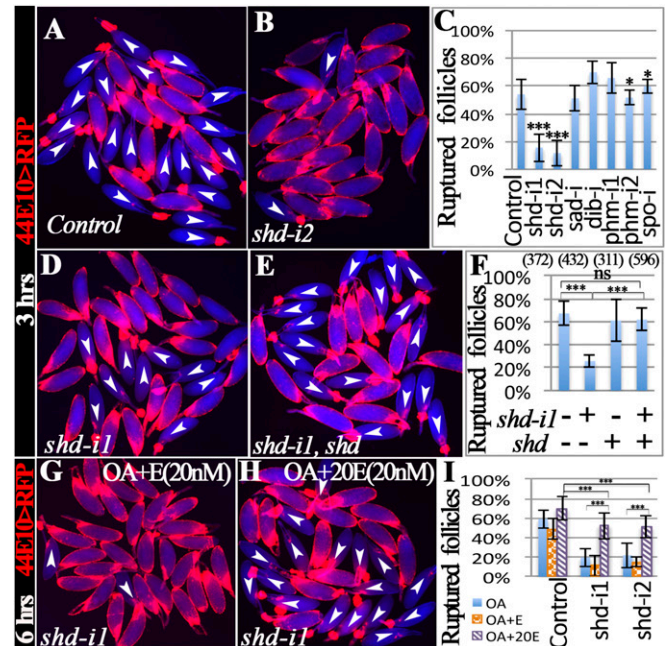 44E10>RFP
3 hrs
A
Control
B
shd-i2
C
Ruptured follicles
80%
60%
40%
20%
0%
***
***
*
*
Control
shd-i1
shd-i2
sad-i
dib-i
phm-i1
phm-i2
spo-i
D
shd-i1
E
shd-i1, shd
(372) (432) (311) (596)
F
ns
*** ***
Ruptured follicles
100%
80%
60%
40%
20%
0%
shd-i1 - + - +
shd - - + +
44E10>RFP
6 hrs
G OA+E(20nM)
shd-i1
H OA+20E(20nM)
shd-i1
I
Ruptured follicles
100%
80%
60%
40%
20%
0%
***
***
***
***
Control
shd-i1
shd-i2
OA
OA+E
OA+20E